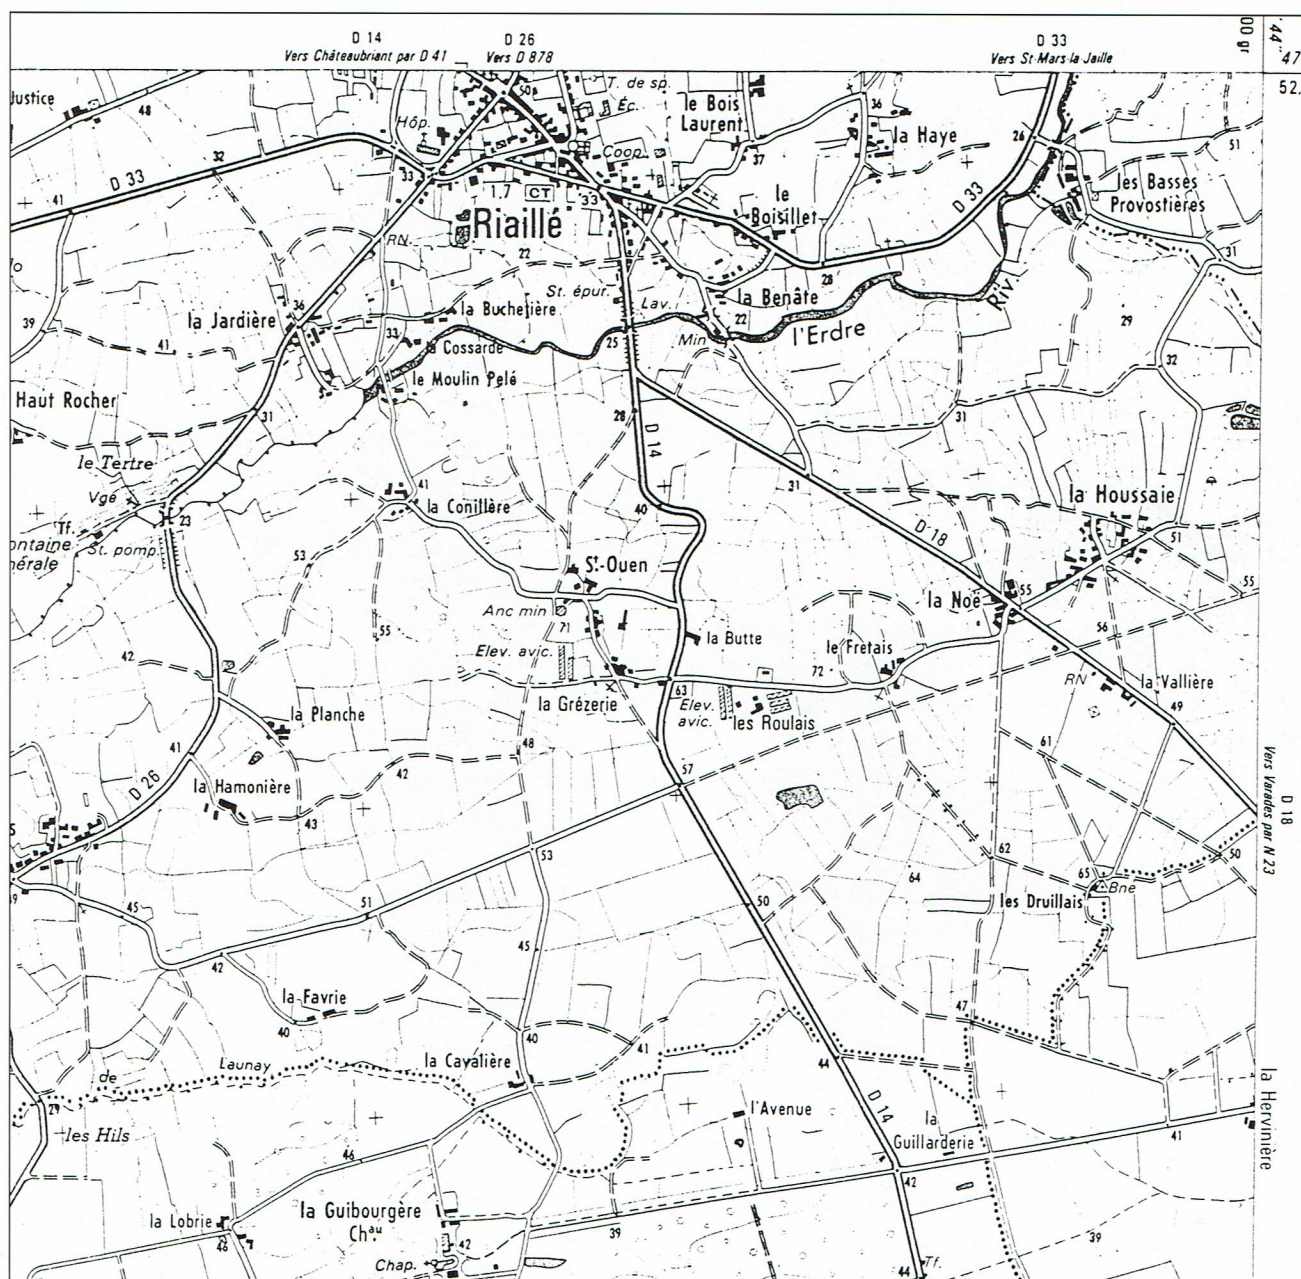 D 14
Vers Châteaubriant par D 41
D 26
Vers D 878
D 33
Vers St-Mars-la-Jaille
00 gr
44
47
52,
Justice
48
50
T. de sp.
Éc.
le Bois
Laurent
36
la Haye
26
51
Hôp.
Coop.
37
32
D 33
33
1.7
CT
33
le
Boisillet
D 33
les Basses
Provostières
41
Riaillé
RN
22
28
31
St. épur.
Lav.
la Benâte
Riv.
36
la Jardière
la Buchetière
22
l'Erdre
29
39
41
33
la Cossarde
25
Min
32
Haut Rocher
le Moulin Pelé
31
28
31
le Tertre
D 14
Vge
41
31
la Houssaie
la Conillère
40
Tf.
23
D 18
51
St. pomp.
53
St-Ouen
55
la Noë
55
Anc min
71
56
55
la Butte
42
Elev. avic.
le Fretais
72
RN
la Vallière
la Grézerie
63
Elev.
avic.
les Roulais
49
la Planche
41
48
61
42
57
D 26
la Hamonière
Vers Varades par N 23
D 18
43
53
62
50
64
65
Bne
49
45
51
50
les Druillais
42
45
la Favrie
40
47
40
41
de
Launay
la Cavalière
44
29
l'Avenue
D 14
la
Guillarderie
la Hervinière
les Hils
46
41
42
la Lobrie
la Guibourgère
Chau.
46
39
42
39
Chap.
44
Tf.